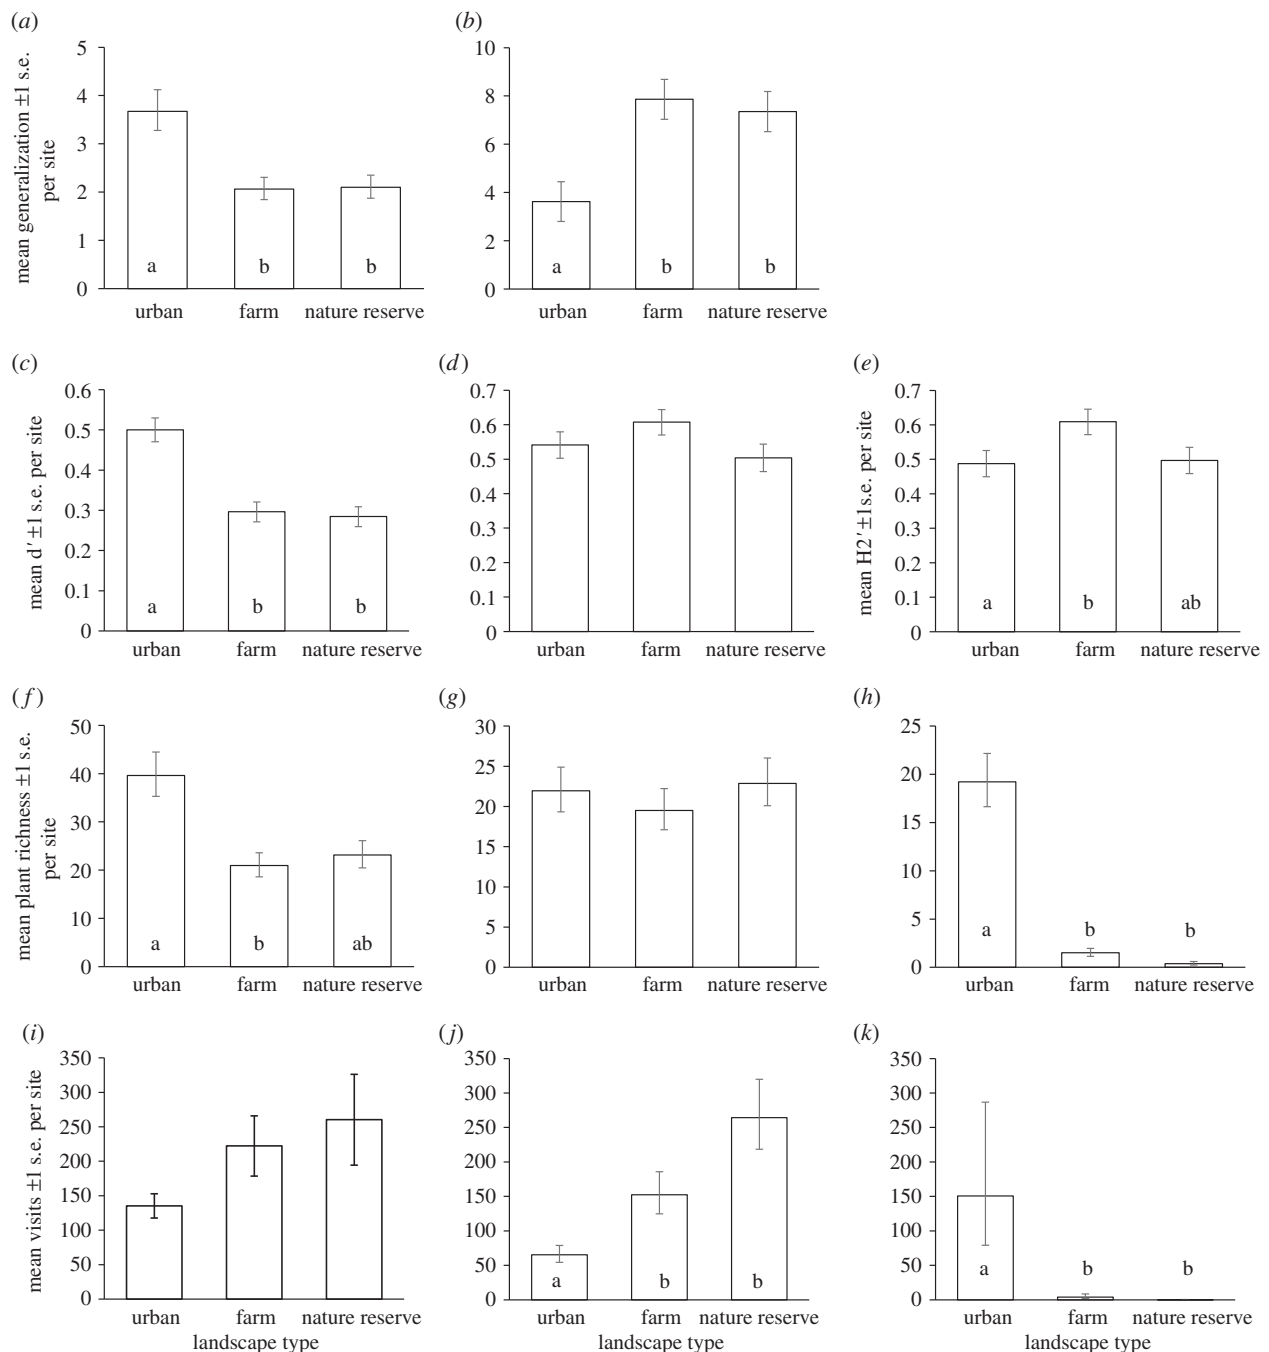 (a)
mean generalization ±1 s.e.
per site
5
4
3
2
1
0
a
b
b
urban farm nature reserve
(b)
10
8
6
4
2
0
a
b
b
urban farm nature reserve
(c)
mean d′ ±1 s.e. per site
0.6
0.5
0.4
0.3
0.2
0.1
0
a
b
b
urban farm nature reserve
(d)
0.7
0.6
0.5
0.4
0.3
0.2
0.1
0
urban farm nature reserve
(e)
mean H2′ ±1s.e. per site
0.7
0.6
0.5
0.4
0.3
0.2
0.1
0
a
b
ab
urban farm nature reserve
(f)
mean plant richness ±1 s.e.
per site
50
40
30
20
10
0
a
b
ab
urban farm nature reserve
(g)
30
25
20
15
10
5
0
urban farm nature reserve
(h)
25
20
15
10
5
0
a
b
b
urban farm nature reserve
(i)
mean visits ±1 s.e. per site
350
300
250
200
150
100
50
0
urban farm nature reserve
landscape type
(j)
350
300
250
200
150
100
50
0
a
b
b
urban farm nature reserve
landscape type
(k)
350
300
250
200
150
100
50
0
a
b
b
urban farm nature reserve
landscape type